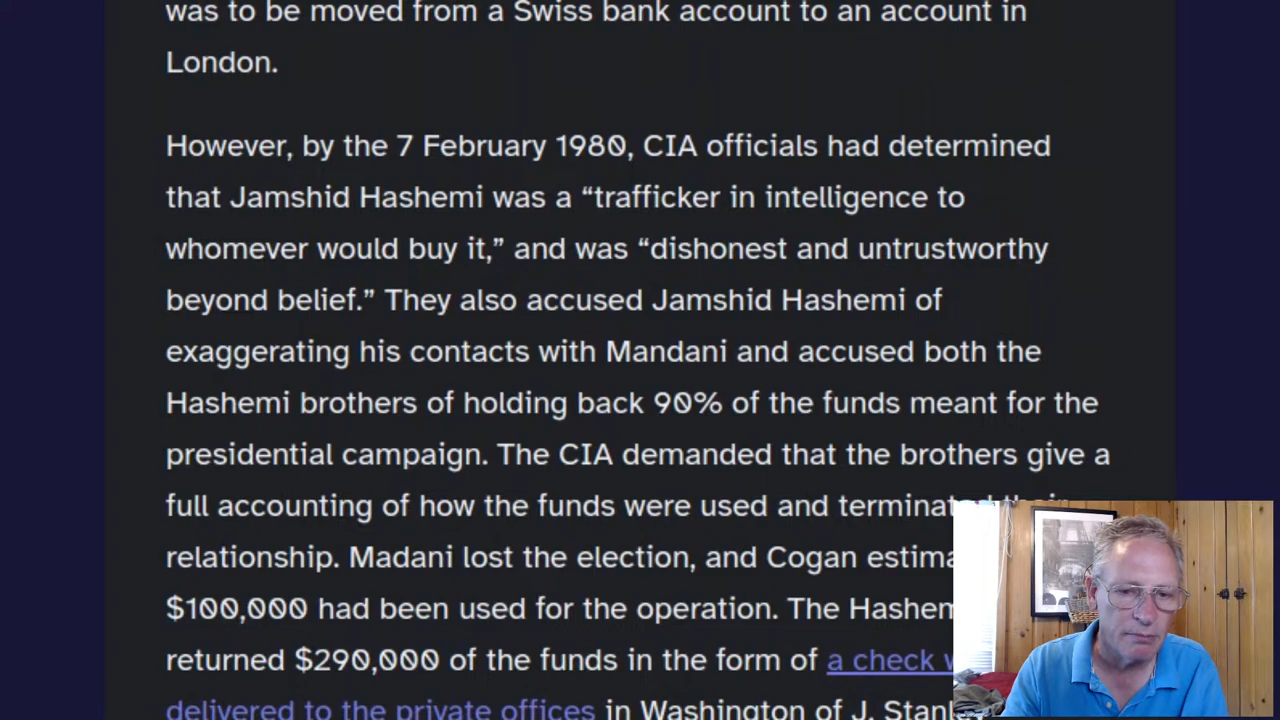 was to be moved from a Swiss bank account to an account in
London.
However, by the 7 February 1980, CIA officials had determined
that Jamshid Hashemi was a “trafficker in intelligence to
whomever would buy it,” and was “dishonest and untrustworthy
beyond belief.” They also accused Jamshid Hashemi of
exaggerating his contacts with Mandani and accused both the
Hashemi brothers of holding back 90% of the funds meant for the
presidential campaign. The CIA demanded that the brothers give a
full accounting of how the funds were used and terminated their
relationship. Madani lost the election, and Cogan
$100,000 had been used for the operation. The
returned $290,000 of the funds in the form of a check
delivered to the private offices in Washington of J.